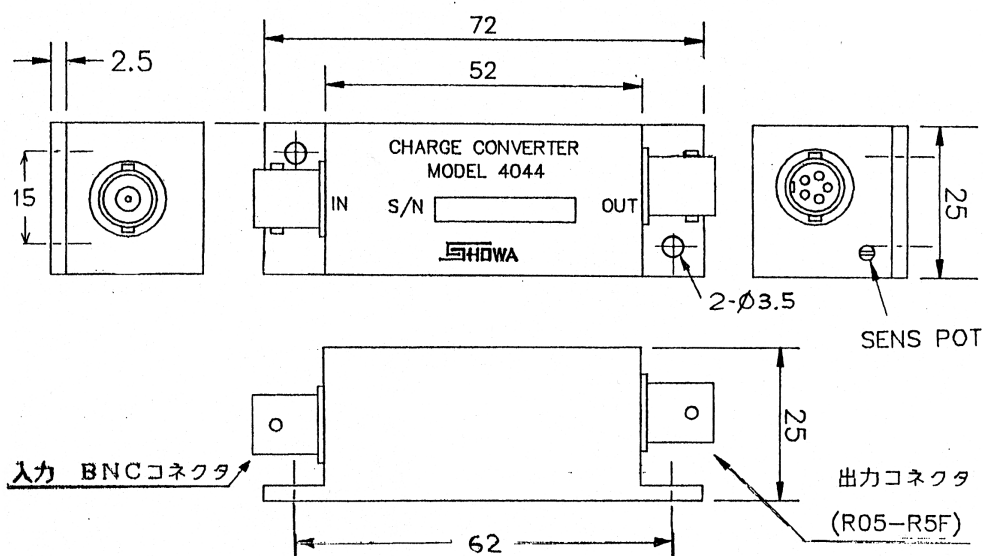 72
2.5
52
CHARGE CONVERTER
MODEL 4044
15
IN
S/N
OUT
25
SHOWA
2-Ø3.5
SENS POT
25
入力 BNCコネクタ
出力コネクタ
(R05-R5F)
62